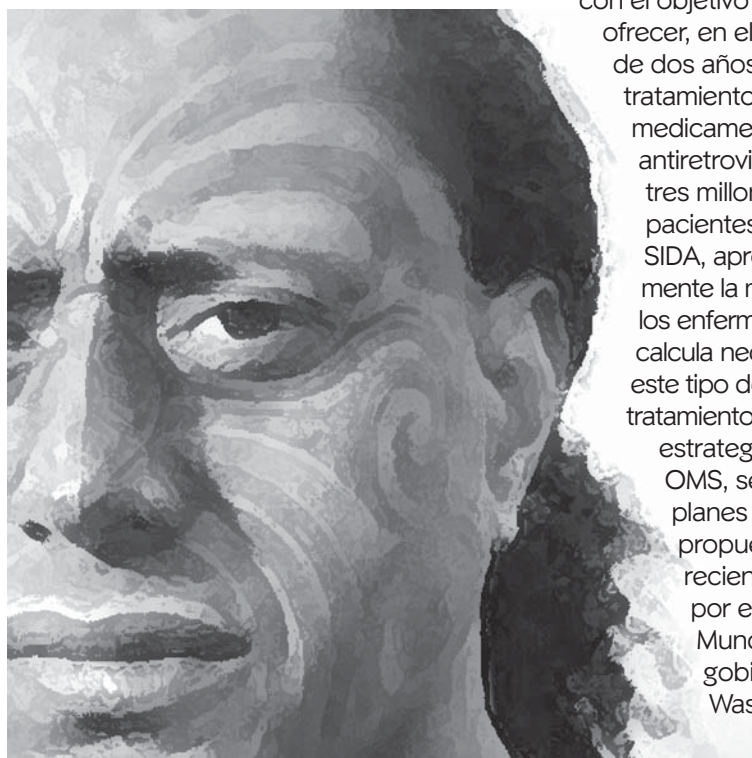 con el objetivo
ofrecer, en el
de dos años
tratamiento
medicame
antiretrovi
tres millor
pacientes
SIDA, apro
mente la
los enferm
calcula nec
este tipo de
tratamiento
estrateg
OMS, se
planes
propue
recien
por e
Mund
gobi
Was